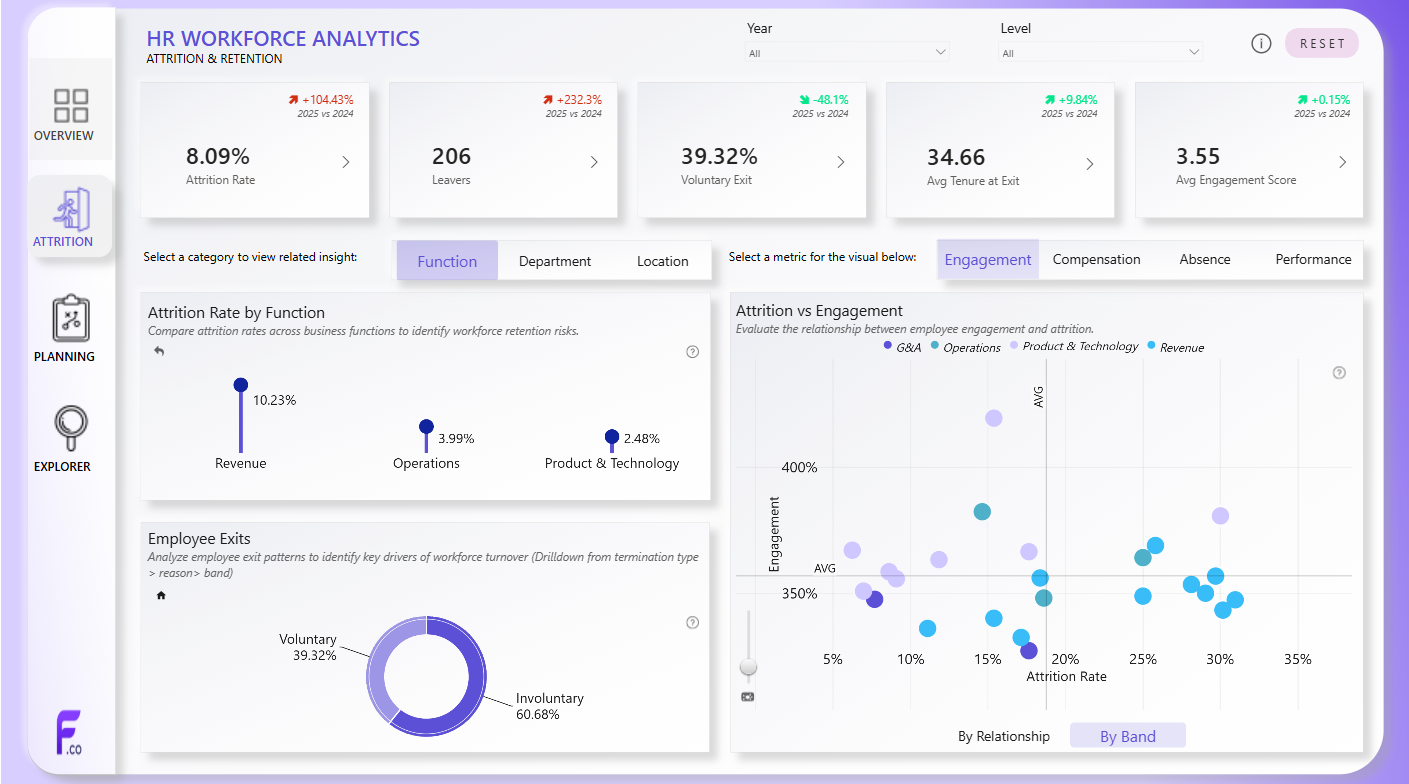 HR WORKFORCE ANALYTICS
ATTRITION & RETENTION
Year
All
Level
All
RESET
OVERVIEW
ATTRITION
PLANNING
EXPLORER
F.co
+104.43%
2025 vs 2024
8.09%
Attrition Rate
+232.3%
2025 vs 2024
206
Leavers
-48.1%
2025 vs 2024
39.32%
Voluntary Exit
+9.84%
2025 vs 2024
34.66
Avg Tenure at Exit
+0.15%
2025 vs 2024
3.55
Avg Engagement Score
Select a category to view related insight:
Function
Department
Location
Select a metric for the visual below:
Engagement
Compensation
Absence
Performance
Attrition Rate by Function
Compare attrition rates across business functions to identify workforce retention risks.
10.23%
3.99%
2.48%
Revenue
Operations
Product & Technology
Employee Exits
Analyze employee exit patterns to identify key drivers of workforce turnover (Drilldown from termination type
> reason> band)
Voluntary
39.32%
Involuntary
60.68%
Attrition vs Engagement
Evaluate the relationship between employee engagement and attrition.
G&A
Operations
Product & Technology
Revenue
AVG
400%
Engagement
AVG
350%
5%
10%
15%
20%
25%
30%
35%
Attrition Rate
By Relationship
By Band